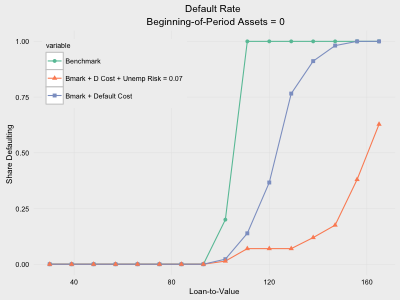 Default Rate
Beginning-of-Period Assets = 0
variable
Benchmark
Bmark + D Cost + Unemp Risk = 0.07
Bmark + Default Cost
Share Defaulting
1.00
0.75
0.50
0.25
0.00
40
80
120
160
Loan-to-Value